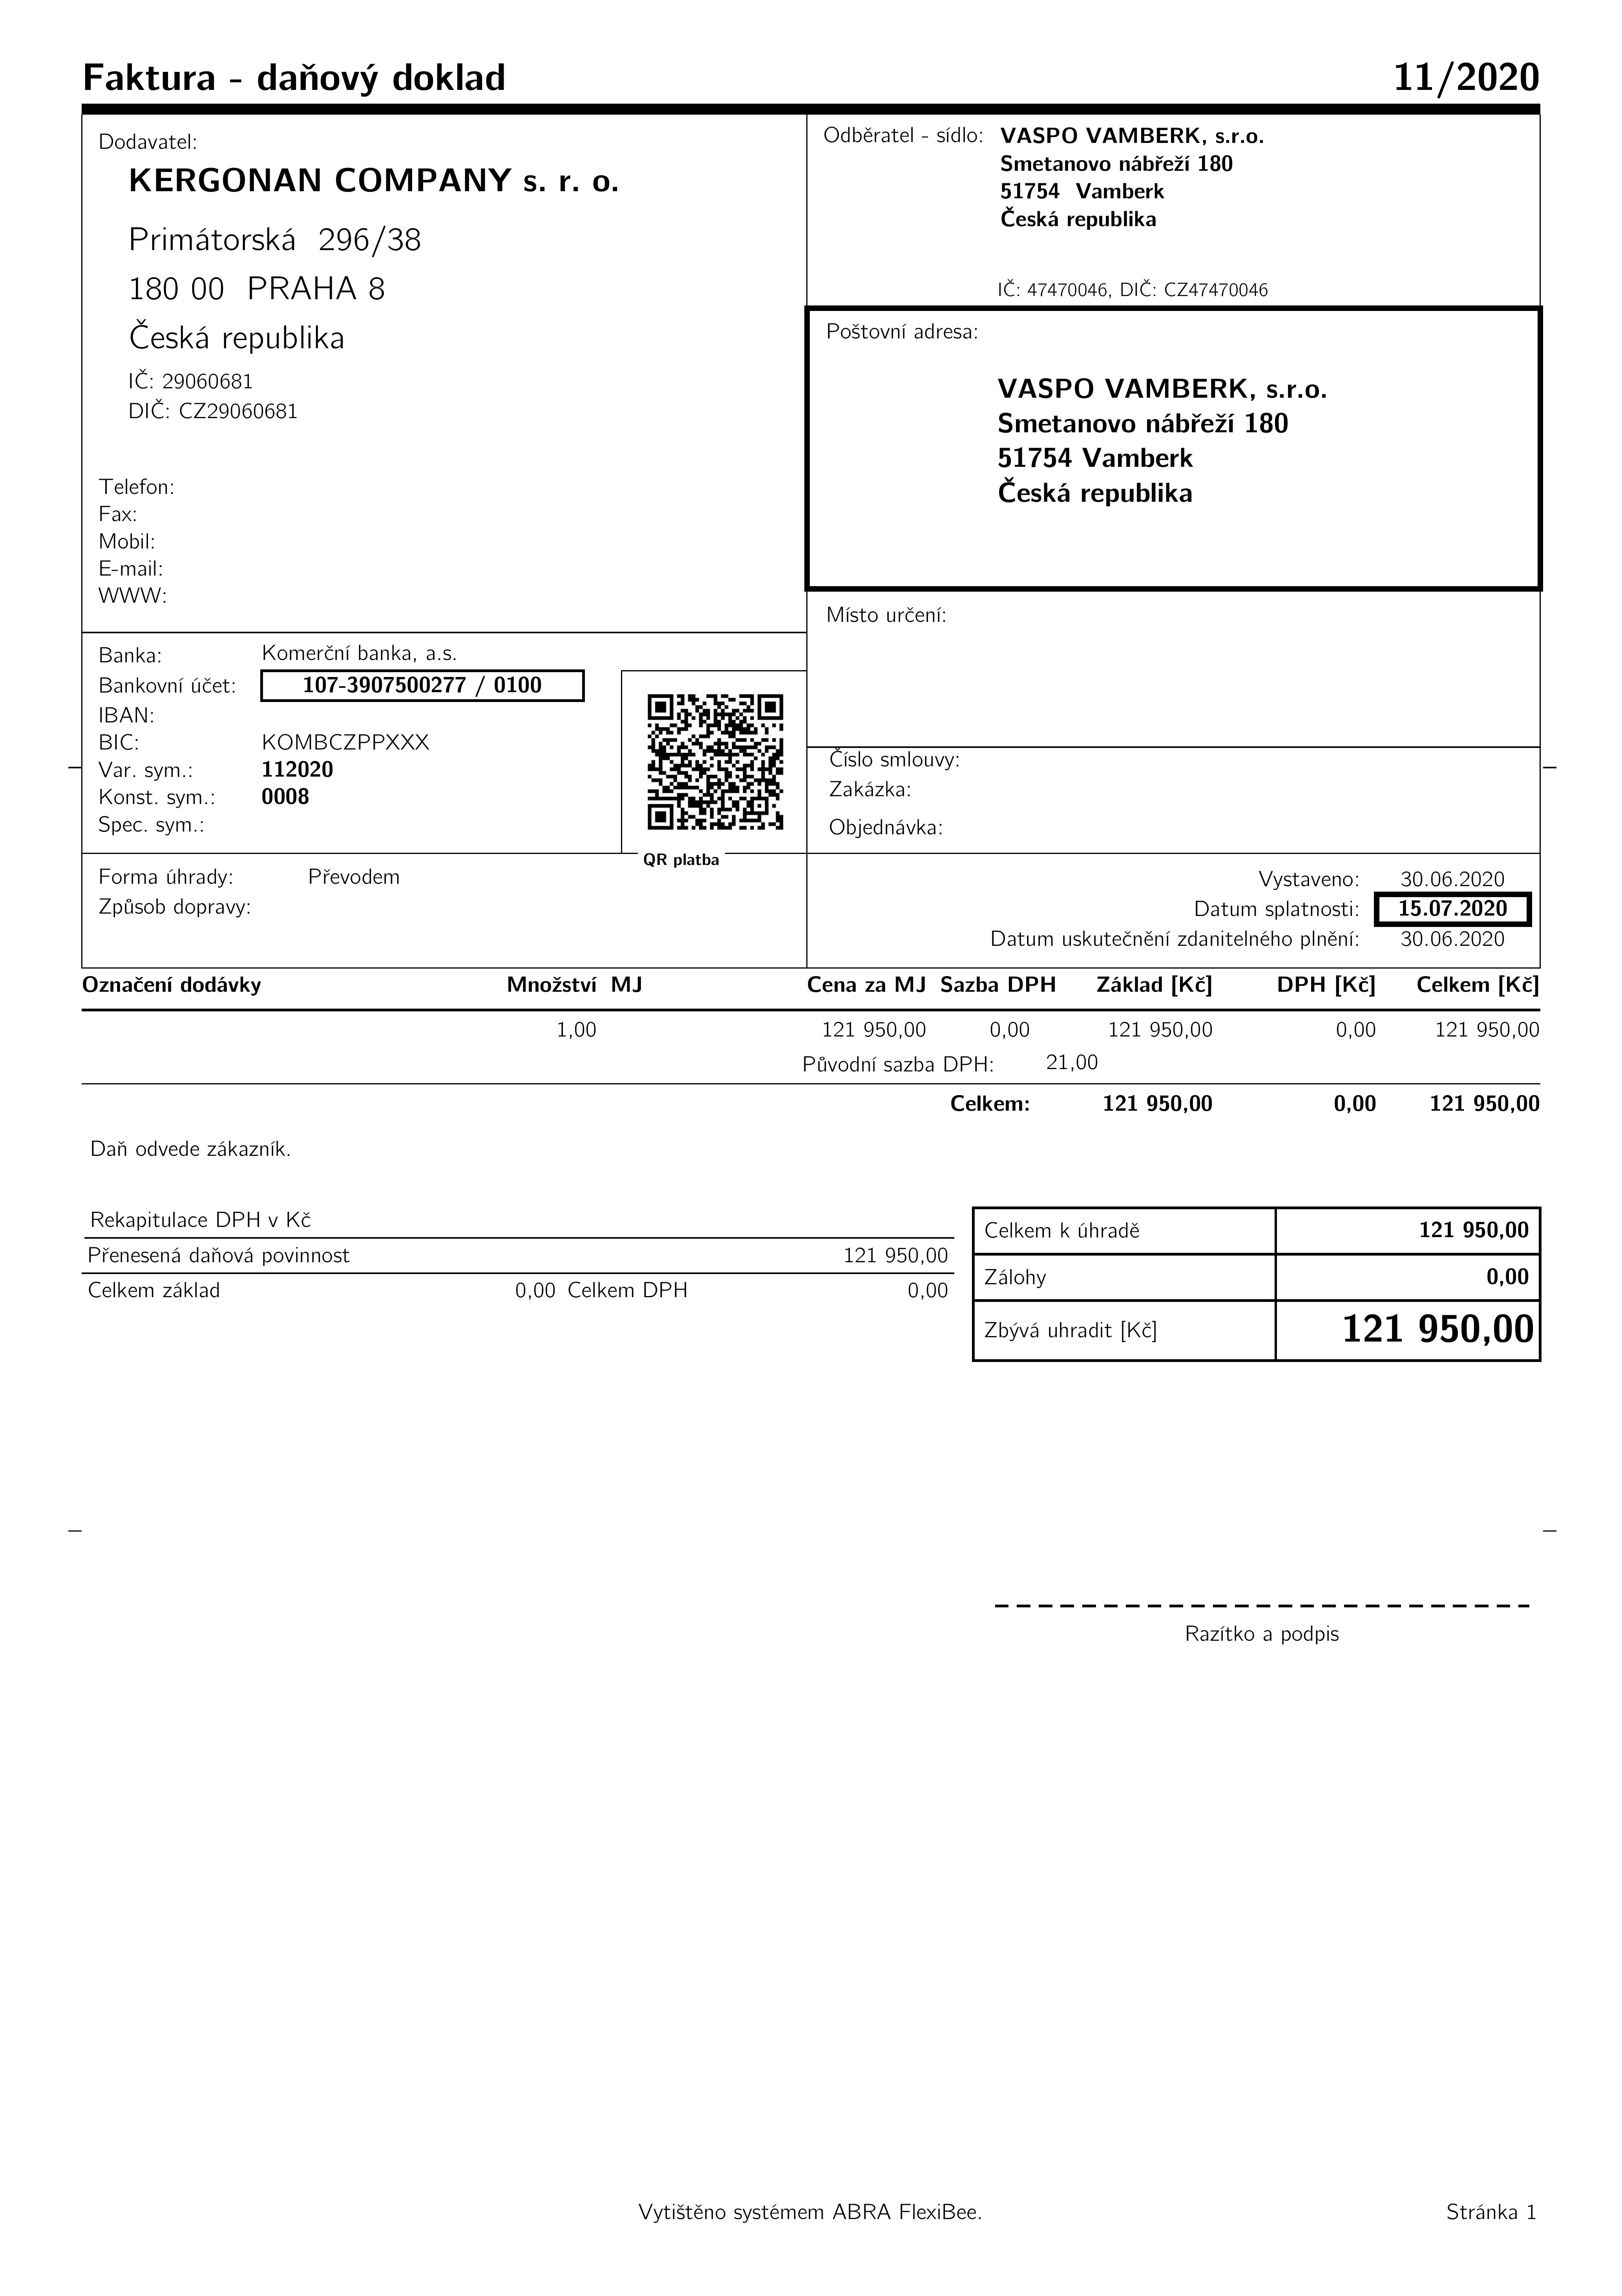 Faktura - daňový doklad 11/2020
Dodavatel:
KERGONAN COMPANY s. r. o.
Primátorská 296/38
180 00 PRAHA 8
Česká republika
IČ: 29060681
DIČ: CZ29060681
Telefon:
Fax:
Mobil:
E-mail:
WWW:
Odběratel - sídlo: VASPO VAMBERK, s.r.o.
Smetanovo nábřeží 180
51754 Vamberk
Česká republika
IČ: 47470046, DIČ: CZ47470046
Poštovní adresa:
VASPO VAMBERK, s.r.o.
Smetanovo nábřeží 180
51754 Vamberk
Česká republika
Místo určení:
Banka: Komerční banka, a.s.
Bankovní účet: 107-3907500277 / 0100
IBAN:
BIC: KOMBCZPPXXX
Var. sym.: 112020
Konst. sym.: 0008
Spec. sym.:
QR platba
Číslo smlouvy:
Zakázka:
Objednávka:
Forma úhrady: Převodem
Způsob dopravy:
Vystaveno: 30.06.2020
Datum splatnosti: 15.07.2020
Datum uskutečnění zdanitelného plnění: 30.06.2020
Označení dodávky Množství MJ Cena za MJ Sazba DPH Základ [Kč] DPH [Kč] Celkem [Kč]
1,00 121 950,00 0,00 121 950,00 0,00 121 950,00
Původní sazba DPH: 21,00
Celkem: 121 950,00 0,00 121 950,00
Daň odvede zákazník.
Rekapitulace DPH v Kč
Přenesená daňová povinnost 121 950,00
Celkem základ 0,00 Celkem DPH 0,00
Celkem k úhradě 121 950,00
Zálohy 0,00
Zbývá uhradit [Kč] 121 950,00
Razítko a podpis
Vytištěno systémem ABRA FlexiBee. Stránka 1